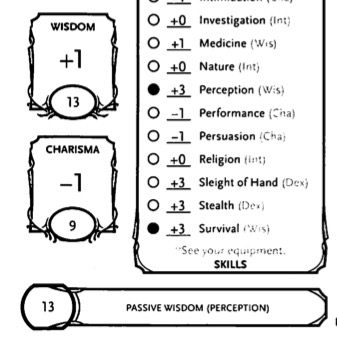 WISDOM
+1
13
CHARISMA
-1
9
+0 Investigation (Int)
+1 Medicine (Wis)
+0 Nature (Int)
+3 Perception (Wis)
-1 Performance (Cha)
-1 Persuasion (Cha)
+0 Religion (Int)
+3 Sleight of Hand (Dex)
+3 Stealth (Dex)
+3 Survival (Wis)
*See your equipment.
SKILLS
13 PASSIVE WISDOM (PERCEPTION)